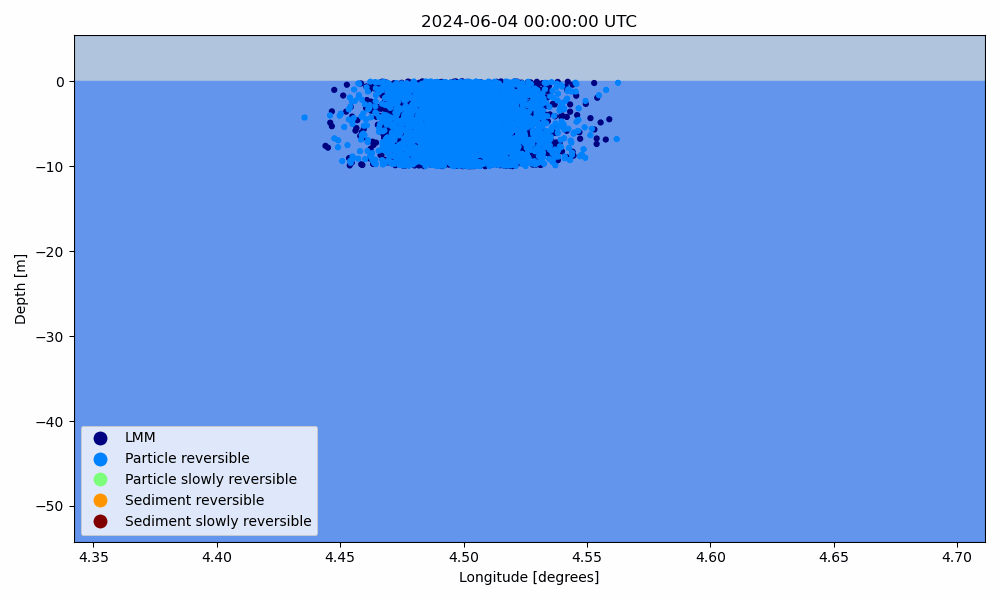 2024-06-04 00:00:00 UTC
0
−10
−20
−30
−40
−50
Depth [m]
LMM
Particle reversible
Particle slowly reversible
Sediment reversible
Sediment slowly reversible
4.35 4.40 4.45 4.50 4.55 4.60 4.65 4.70
Longitude [degrees]